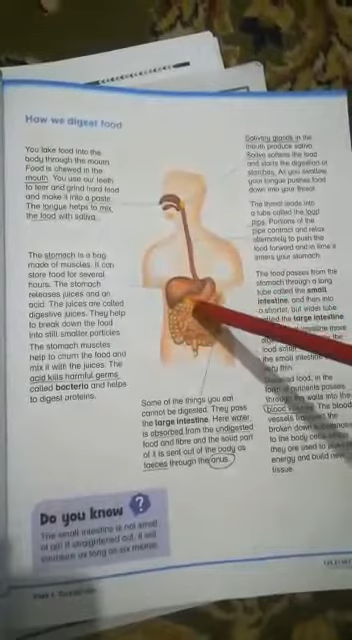 How we digest food
You take food into the
body through the mouth
Food is chewed in the
mouth. You use our teeth
to tear and grind hard food
and make it into a paste
The tongue helps to mix
the food with saliva
The stomach is a bag
made of muscles. It can
store food for several
hours. The stomach
releases juices and an
acid. The juices are called
digestive juices. They help
to break down the food
into still smaller particles
The stomach muscles
help to churn the food and
mix it with the juices. The
acid kills harmful germs
called bacteria and helps
to digest proteins.
Some of the things you eat
cannot be digested. They pass
the large intestine. Here water
is absorbed from the undigested
food and fibre and the solid part
of it is sent out of the body as
faeces through the anus.
Salivary glands in the
mouth produce saliva
Saliva softens the food
and starts the digestion of
starches. As you swallow
your tongue pushes food
down into your throat
The throat leads into
a tube called the food
pipe. Portions of the
pipe contract and relax
alternately to push the
food forward and in time it
enters your stomach.
The food passes from the
stomach through a long
tube called the small
intestine, and then into
a shorter, but wider tube
the large intestine
the small intestine
food, in the
nutrients passes
through walls into the
blood The blood
vessels the
broken down
to the body
they are used to
energy and build new
tissue.
Do you know ?
The small intestine is not small
at all. If straightened out, it will
measure as long as six metres.